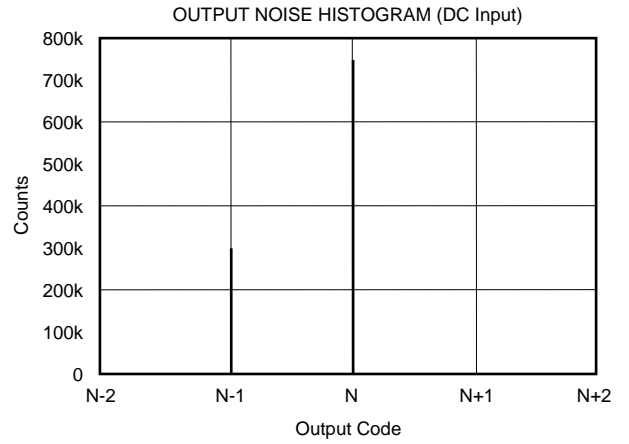 OUTPUT NOISE HISTOGRAM (DC Input)
800k
700k
600k
500k
400k
300k
200k
100k
0
Counts
N-2 N-1 N N+1 N+2
Output Code